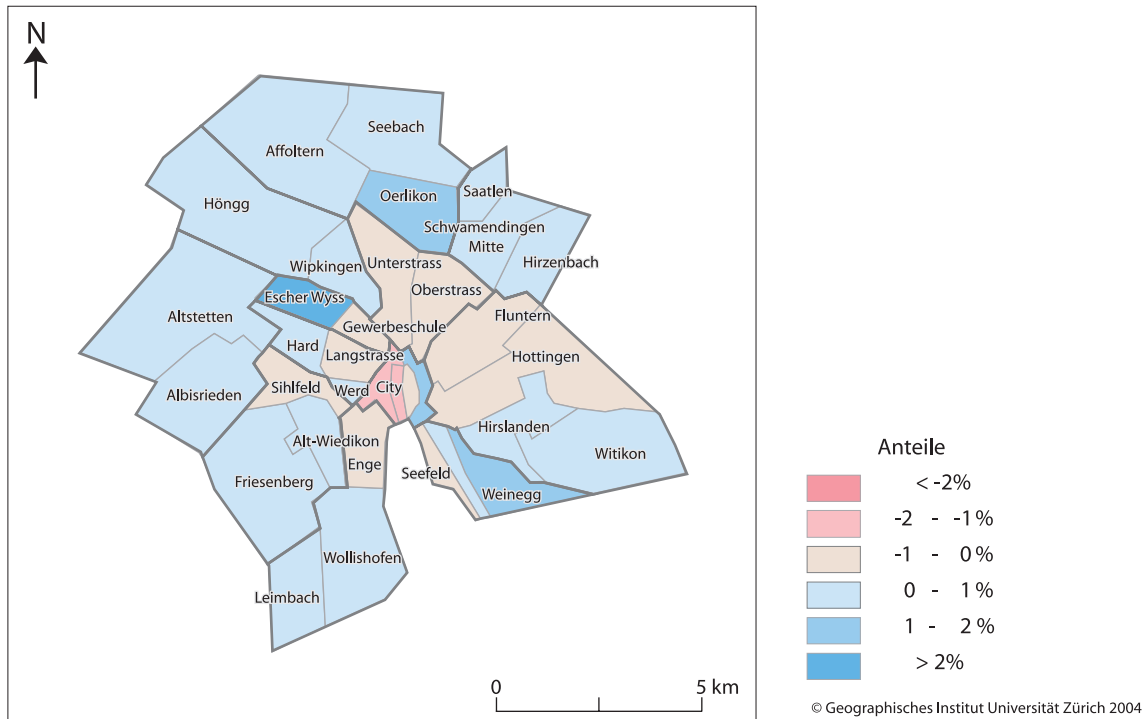 N
Seebach
Affoltern
Oerlikon
Saatlen
Höngg
Schwamendingen
Mitte
Wipkingen
Unterstrass
Hirzenbach
Escher Wyss
Oberstrass
Altstetten
Gewerbeschule
Fluntern
Hard
Langstrasse
Hottingen
Albisrieden
Sihlfeld
Werd
City
Alt-Wiedikon
Hirslanden
Enge
Witikon
Friesenberg
Seefeld
Weinegg
Wollishofen
Leimbach
0 5 km
Anteile
< -2%
-2 - -1%
-1 - 0%
0 - 1%
1 - 2%
> 2%
© Geographisches Institut Universität Zürich 2004